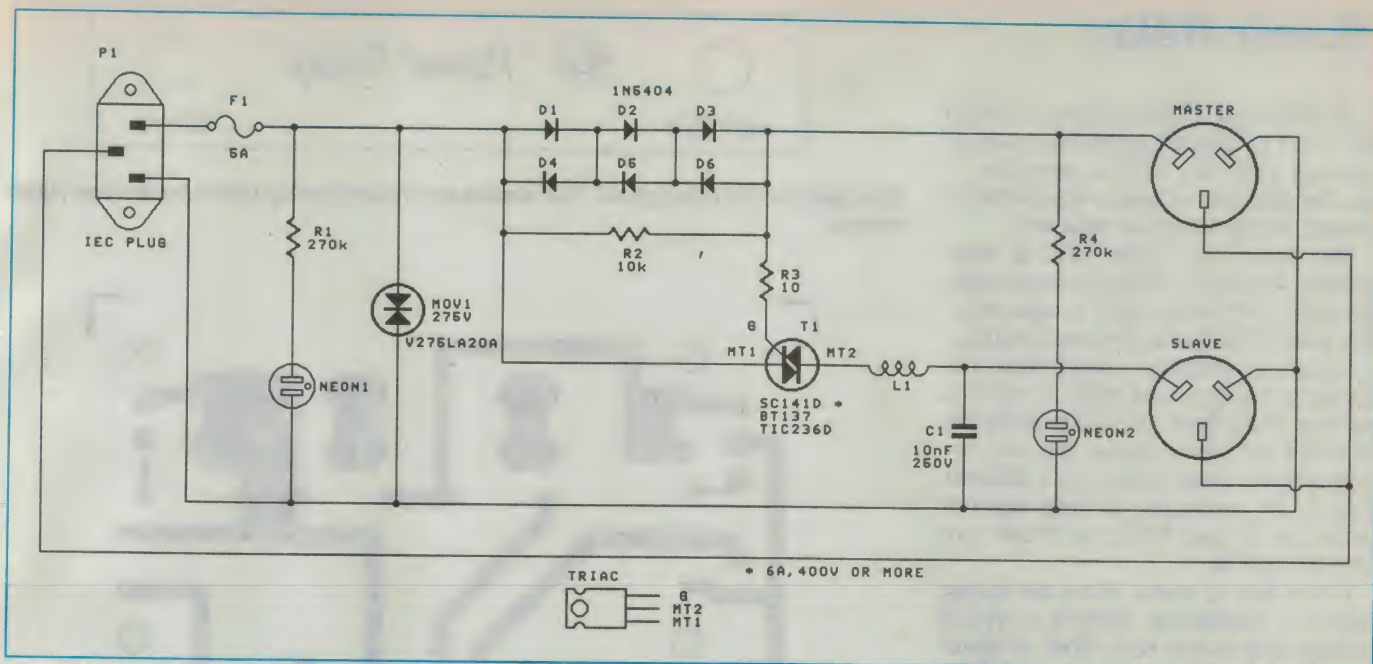 P1
F1
5A
IEC PLUG
1N5404
D1 D2 D3
D4 D5 D6
R1
270k
NEON1
MOV1
275V
V275LA20A
R2
10k
R3
10
G T1
MT1 MT2
SC141D *
BT137
TIC236D
L1
C1
10nF
250V
R4
270k
NEON2
MASTER
SLAVE
* 6A, 400V OR MORE
TRIAC
G
MT2
MT1